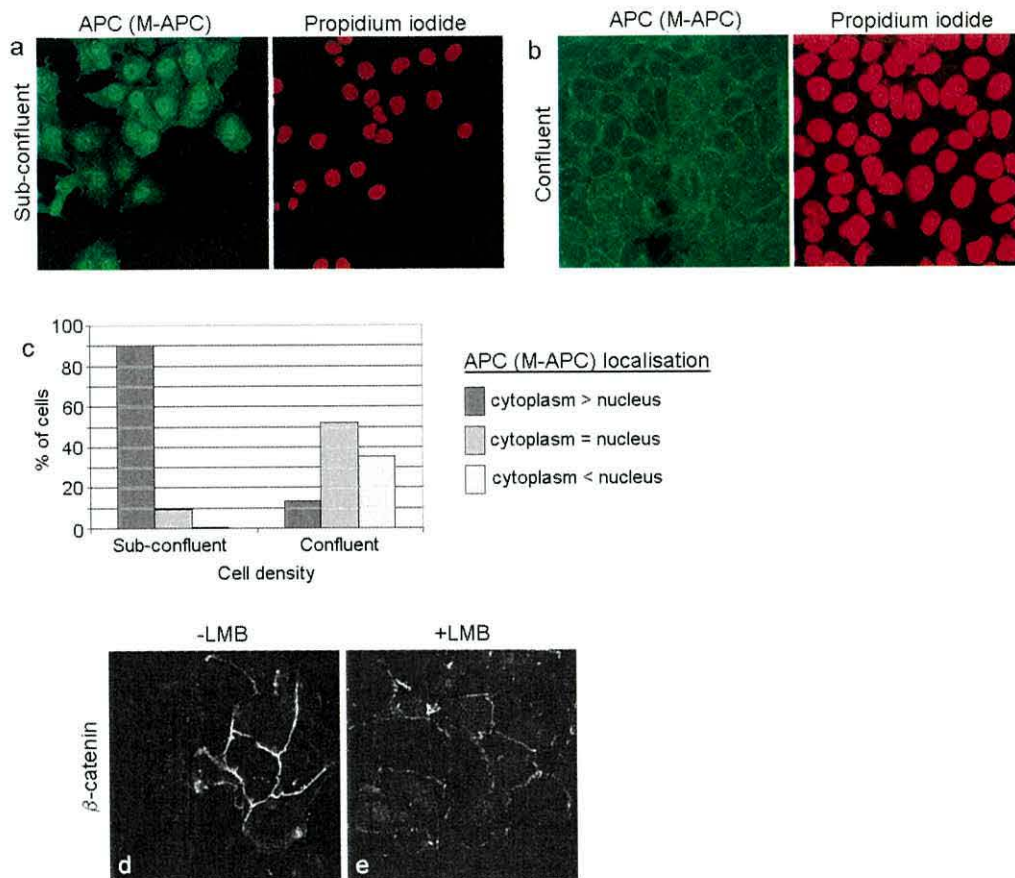 a
APC (M-APC)
Propidium iodide
Sub-confluent
b
APC (M-APC)
Propidium iodide
Confluent
c
100
80
60
40
20
0
% of cells
Sub-confluent
Confluent
Cell density
APC (M-APC) localisation
cytoplasm > nucleus
cytoplasm = nucleus
cytoplasm < nucleus
-LMB
+LMB
β-catenin
d
e